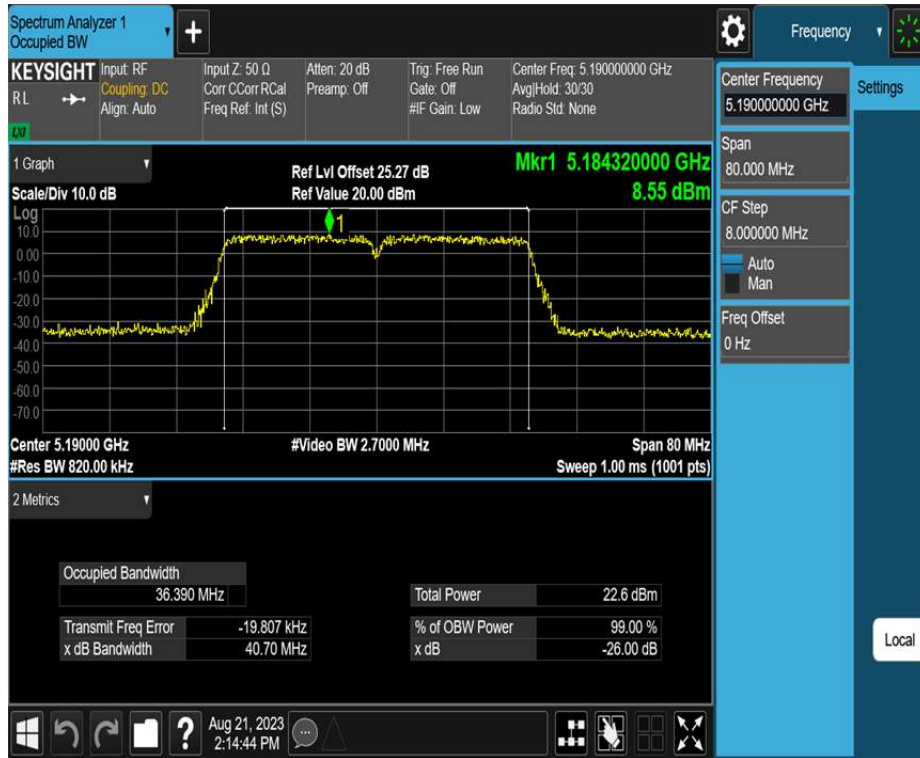 Spectrum Analyzer 1
Occupied BW
+
Frequency
KEYSIGHT
RL
LXI
Input: RF
Coupling: DC
Align: Auto
Input Z: 50 Ω
Corr CCorr RCal
Freq Ref: Int (S)
Atten: 20 dB
Preamp: Off
Trig: Free Run
Gate: Off
#IF Gain: Low
Center Freq: 5.190000000 GHz
Avg|Hold: 30/30
Radio Std: None
Center Frequency
5.190000000 GHz
Settings
Span
80.000 MHz
CF Step
8.000000 MHz
Auto
Man
Freq Offset
0 Hz
Local
1 Graph
Scale/Div 10.0 dB
Ref Lvl Offset 25.27 dB
Ref Value 20.00 dBm
Mkr1 5.184320000 GHz
8.55 dBm
Log
1
10.0
0.00
-10.0
-20.0
-30.0
-40.0
-50.0
-60.0
-70.0
Center 5.19000 GHz
#Video BW 2.7000 MHz
Span 80 MHz
#Res BW 820.00 kHz
Sweep 1.00 ms (1001 pts)
2 Metrics
Occupied Bandwidth
36.390 MHz
Total Power 22.6 dBm
Transmit Freq Error -19.807 kHz
% of OBW Power 99.00 %
x dB Bandwidth 40.70 MHz
x dB -26.00 dB
?
Aug 21, 2023
2:14:44 PM